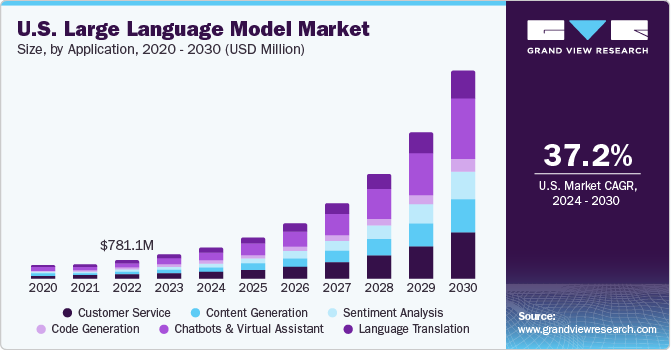 U.S. Large Language Model Market
Size, by Application, 2020 - 2030 (USD Million)
$781.1M
2020 2021 2022 2023 2024 2025 2026 2027 2028 2029 2030
Customer Service Content Generation Sentiment Analysis
Code Generation Chatbots & Virtual Assistant Language Translation
GRAND VIEW RESEARCH
37.2%
U.S. Market CAGR,
2024 - 2030
Source:
www.grandviewresearch.com